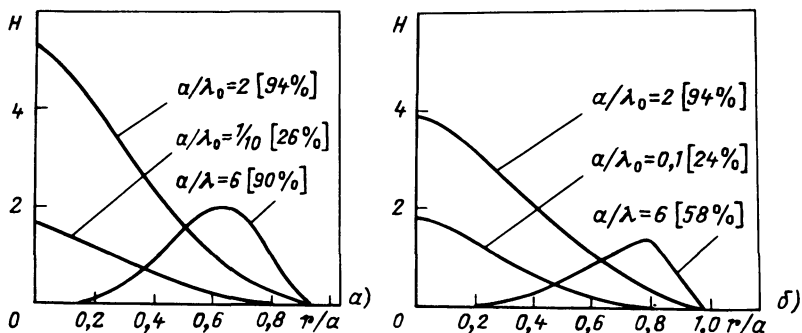 H
4
2
0
α/λ₀=2 [94%]
α/λ₀=1/10 [26%]
α/λ=6 [90%]
0,2 0,4 0,6 0,8 r/a
а)
H
4
2
0
α/λ₀=2 [94%]
α/λ₀=0,1 [24%]
α/λ=6 [58%]
0,2 0,4 0,6 0,8 1.0 r/a
б)